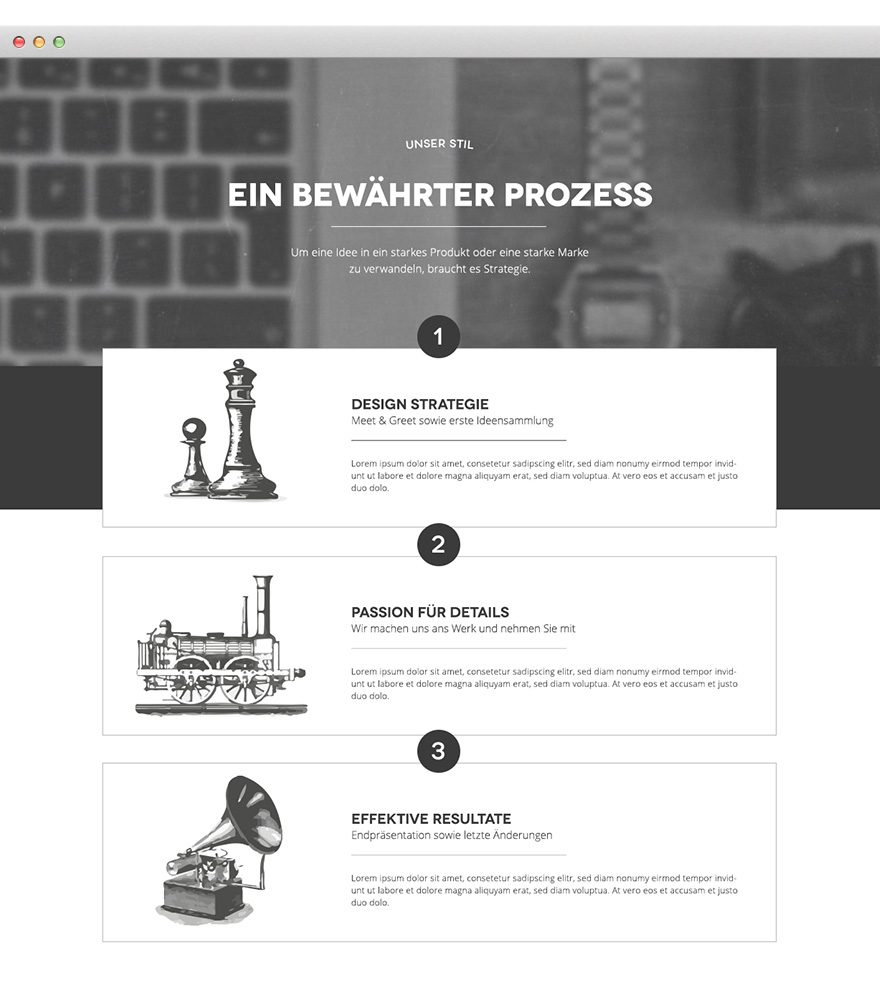 UNSER STIL
EIN BEWÄHRTER PROZESS
Um eine Idee in ein starkes Produkt oder eine starke Marke
zu verwandeln, braucht es Strategie.
1
DESIGN STRATEGIE
Meet & Greet sowie erste Ideensammlung
Lorem ipsum dolor sit amet, consetetur sadipscing elitr, sed diam nonumy eirmod tempor invid-
unt ut labore et dolore magna aliquyam erat, sed diam voluptua. At vero eos et accusam et justo
duo dolo.
2
PASSION FÜR DETAILS
Wir machen uns ans Werk und nehmen Sie mit
Lorem ipsum dolor sit amet, consetetur sadipscing elitr, sed diam nonumy eirmod tempor invid-
unt ut labore et dolore magna aliquyam erat, sed diam voluptua. At vero eos et accusam et justo
duo dolo.
3
EFFEKTIVE RESULTATE
Endpräsentation sowie letzte Änderungen
Lorem ipsum dolor sit amet, consetetur sadipscing elitr, sed diam nonumy eirmod tempor invid-
unt ut labore et dolore magna aliquyam erat, sed diam voluptua. At vero eos et accusam et justo
duo dolo.